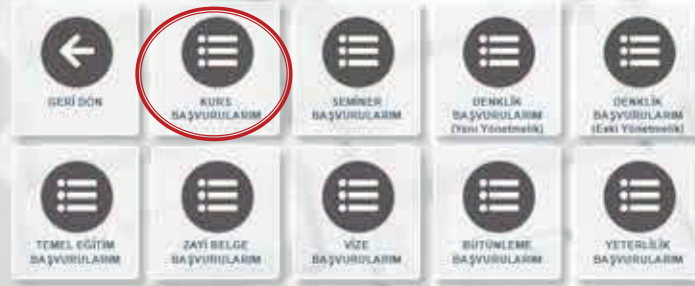 GERİ DÖN
KURS
BAŞVURULARIM
SEMİNER
BAŞVURULARIM
DENKLİK
BAŞVURULARIM
(Yeni Yönetmelik)
DENKLİK
BAŞVURULARIM
(Eski Yönetmelik)
TEMEL EĞİTİM
BAŞVURULARIM
ZAYİ BELGE
BAŞVURULARIM
VİZE
BAŞVURULARIM
BÜTÜNLEME
BAŞVURULARIM
YETERLİLİK
BAŞVURULARIM